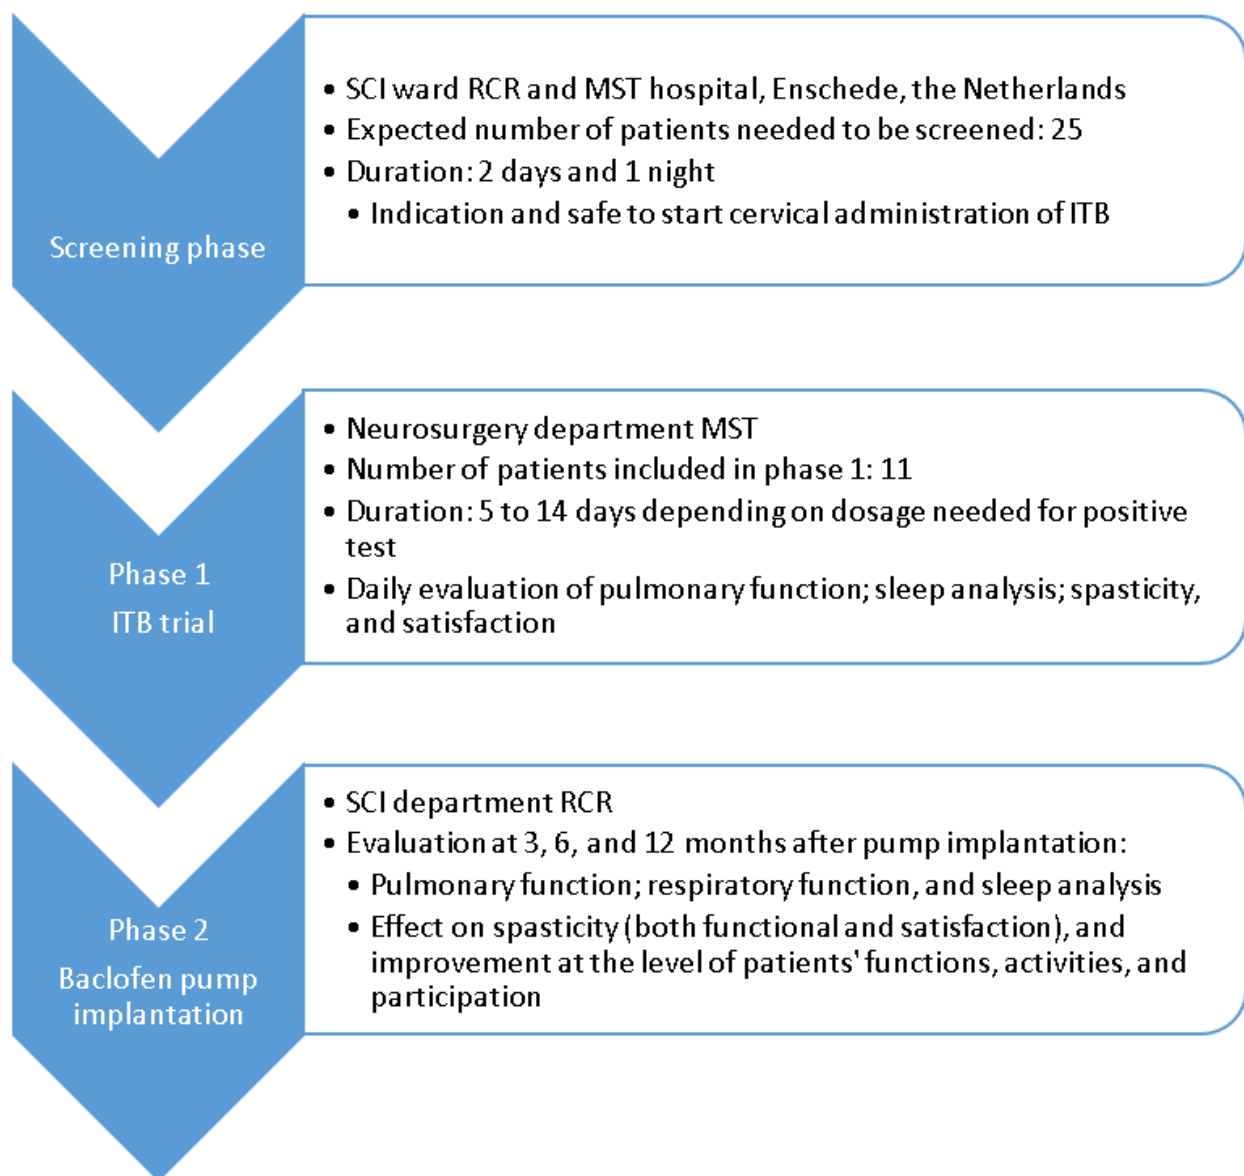 Screening phase
• SCI ward RCR and MST hospital, Enschede, the Netherlands
• Expected number of patients needed to be screened: 25
• Duration: 2 days and 1 night
• Indication and safe to start cervical administration of ITB
Phase 1
ITB trial
• Neurosurgery department MST
• Number of patients included in phase 1: 11
• Duration: 5 to 14 days depending on dosage needed for positive
test
• Daily evaluation of pulmonary function; sleep analysis; spasticity,
and satisfaction
Phase 2
Baclofen pump
implantation
• SCI department RCR
• Evaluation at 3, 6, and 12 months after pump implantation:
• Pulmonary function; respiratory function, and sleep analysis
• Effect on spasticity (both functional and satisfaction), and
improvement at the level of patients' functions, activities, and
participation